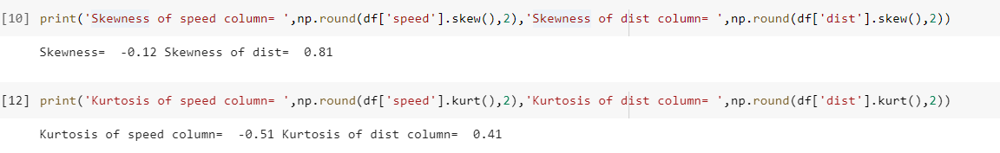 [10] print('Skewness of speed column= ',np.round(df['speed'].skew(),2),'Skewness of dist column= ',np.round(df['dist'].skew(),2))
Skewness=  -0.12 Skewness of dist=  0.81
[12] print('Kurtosis of speed column= ',np.round(df['speed'].kurt(),2),'Kurtosis of dist column= ',np.round(df['dist'].kurt(),2))
Kurtosis of speed column=  -0.51 Kurtosis of dist column=  0.41